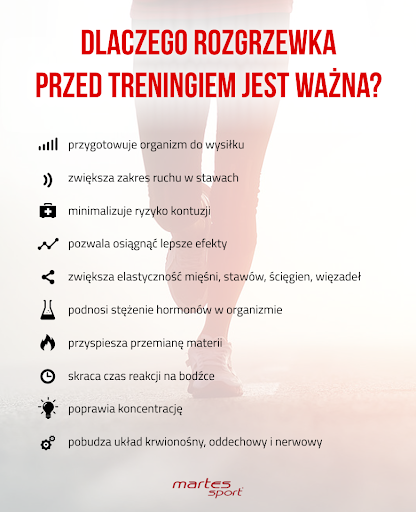 DLACZEGO ROZGRZEWKA
PRZED TRENINGIEM JEST WAŻNA?
przygotowuje organizm do wysiłku
zwiększa zakres ruchu w stawach
minimalizuje ryzyko kontuzji
pozwala osiągnąć lepsze efekty
zwiększa elastyczność mięśni, stawów, ścięgien, więzadeł
podnosi stężenie hormonów w organizmie
przyspiesza przemianę materii
skraca czas reakcji na bodźce
poprawia koncentrację
pobudza układ krwionośny, oddechowy i nerwowy
martes
sport